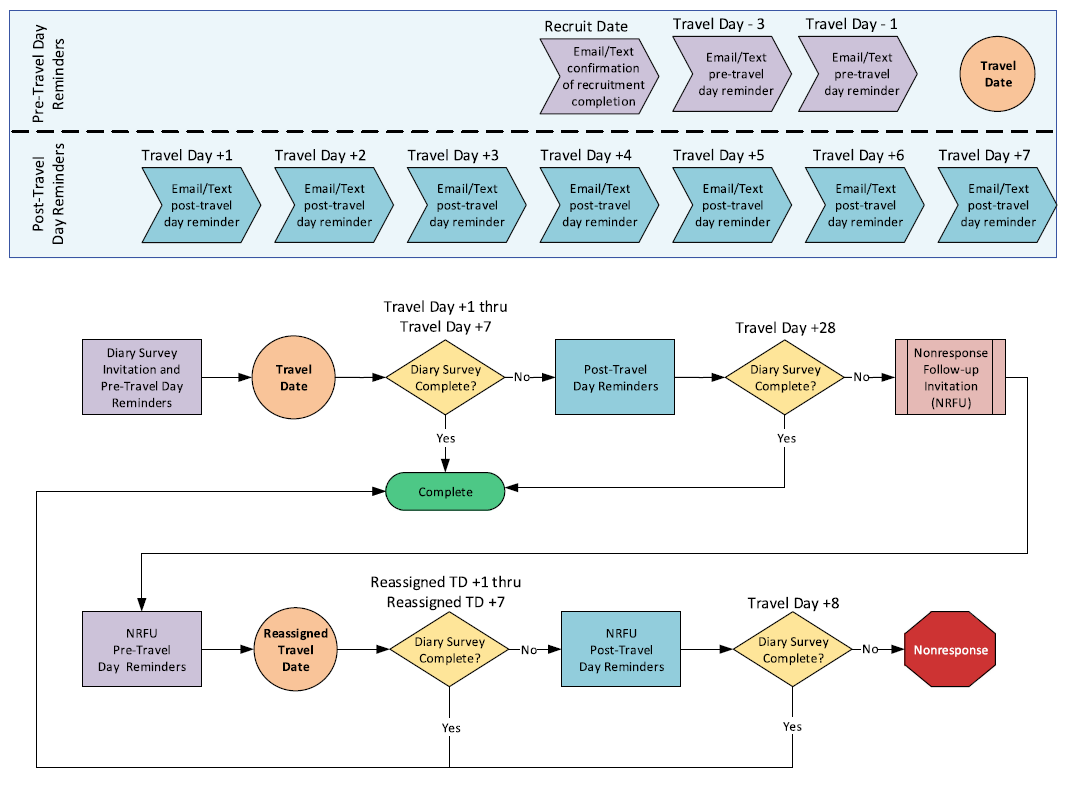 Pre-Travel Day
Reminders
Recruit Date
Email/Text
confirmation
of recruitment
completion
Travel Day - 3
Email/Text
pre-travel
day reminder
Travel Day - 1
Email/Text
pre-travel
day reminder
Travel
Date
Post-Travel
Day Reminders
Travel Day +1
Email/Text
post-travel
day reminder
Travel Day +2
Email/Text
post-travel
day reminder
Travel Day +3
Email/Text
post-travel
day reminder
Travel Day +4
Email/Text
post-travel
day reminder
Travel Day +5
Email/Text
post-travel
day reminder
Travel Day +6
Email/Text
post-travel
day reminder
Travel Day +7
Email/Text
post-travel
day reminder
Diary Survey
Invitation and
Pre-Travel Day
Reminders
Travel
Date
Travel Day +1 thru
Travel Day +7
Diary Survey
Complete?
No
Yes
Post-Travel
Day Reminders
Travel Day +28
Diary Survey
Complete?
No
Yes
Nonresponse
Follow-up
Invitation
(NRFU)
Complete
NRFU
Pre-Travel
Day Reminders
Reassigned
Travel
Date
Reassigned TD +1 thru
Reassigned TD +7
Diary Survey
Complete?
No
Yes
NRFU
Post-Travel
Day Reminders
Travel Day +8
Diary Survey
Complete?
No
Yes
Nonresponse